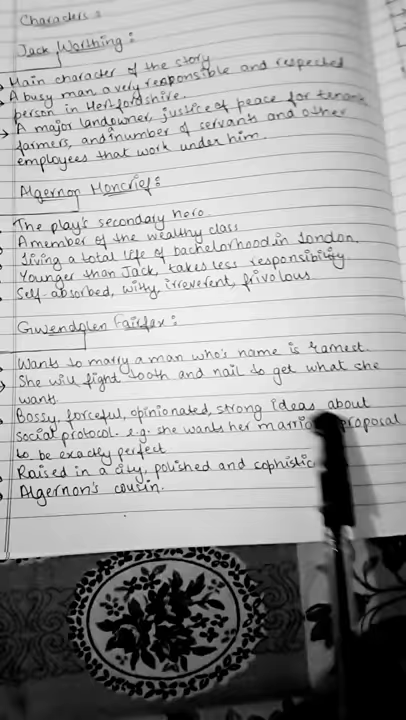 Characters :
Jack Worthing :
Main character of the story
A busy man a very responsible and respected
person in Hertfordshire.
A major landowner, justice of peace for tenant
farmers, and a number of servants and other
employees that work under him.
Algernon Moncrief :
The play's secondary hero.
A member of the wealthy class
Living a total life of bachelorhood in London.
Younger than Jack, takes less responsibility.
Self-absorbed, witty, irreverent, frivolous
Gwendolen Fairfax :
Wants to marry a man who's name is
She will fight tooth and nail to get what she
wants.
Bossy, forceful, opinionated, strong ideas about
social protocol. e.g. she wants her proposal
to be exactly perfect
Raised in a city, polished and
Algernon's cousin.